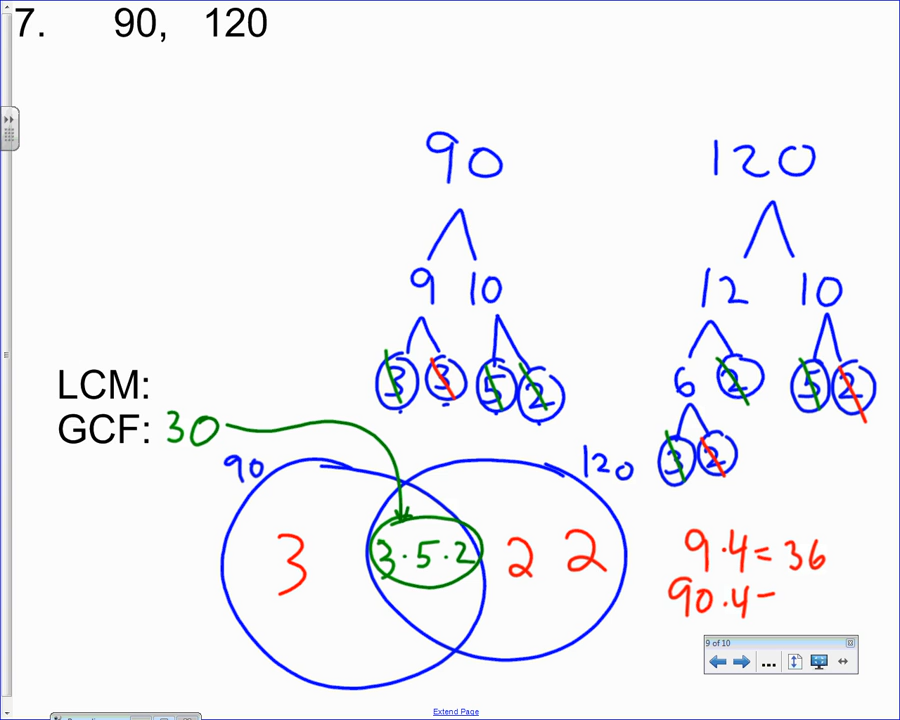 7. 90, 120
90 120
9 10 12 10
3 3 5 2 6 2 5 2
3 2
LCM:
GCF: 30
90 120
3 3·5·2 2 2
9·4=36
90·4=
9 of 10
Extend Page